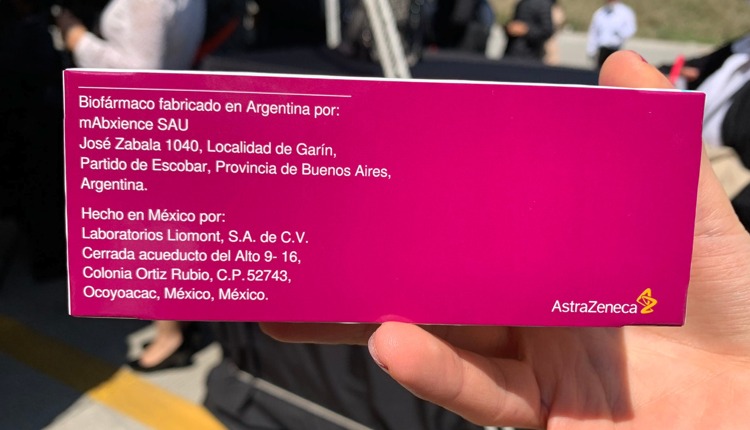 Biofármaco fabricado en Argentina por:
mAbxience SAU
José Zabala 1040, Localidad de Garín,
Partido de Escobar, Provincia de Buenos Aires,
Argentina.
Hecho en México por:
Laboratorios Liomont, S.A. de C.V.
Cerrada acueducto del Alto 9- 16,
Colonia Ortiz Rubio, C.P. 52743,
Ocoyoacac, México, México.
AstraZeneca